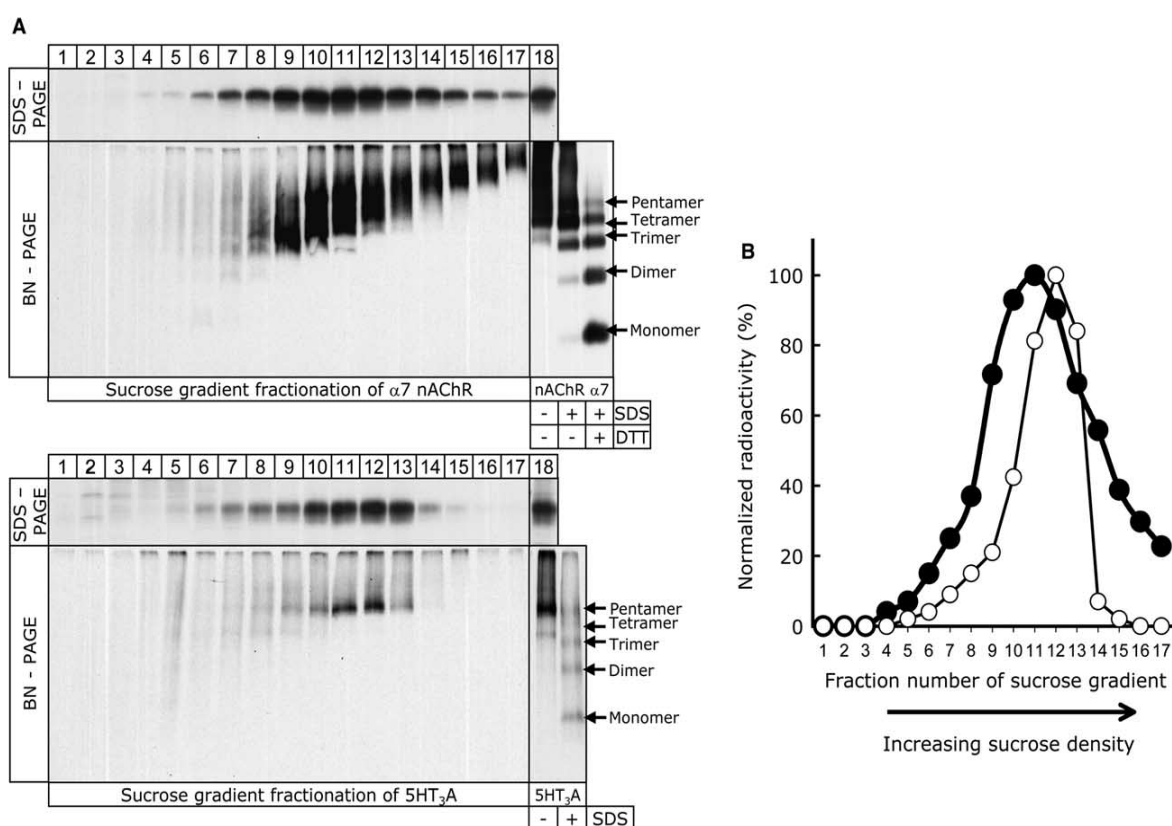 A
1 2 3 4 5 6 7 8 9 10 11 12 13 14 15 16 17 18
SDS – PAGE
BN - PAGE
Pentamer
Tetramer
Trimer
Dimer
Monomer
Sucrose gradient fractionation of α7 nAChR
nAChR α7
- + + SDS
- - + DTT
1 2 3 4 5 6 7 8 9 10 11 12 13 14 15 16 17 18
SDS – PAGE
BN - PAGE
Pentamer
Tetramer
Trimer
Dimer
Monomer
Sucrose gradient fractionation of 5HT₃A
5HT₃A
- + SDS
B
Normalized radioactivity (%)
100
80
60
40
20
0
1 2 3 4 5 6 7 8 9 10 11 12 13 14 15 16 17
Fraction number of sucrose gradient
Increasing sucrose density